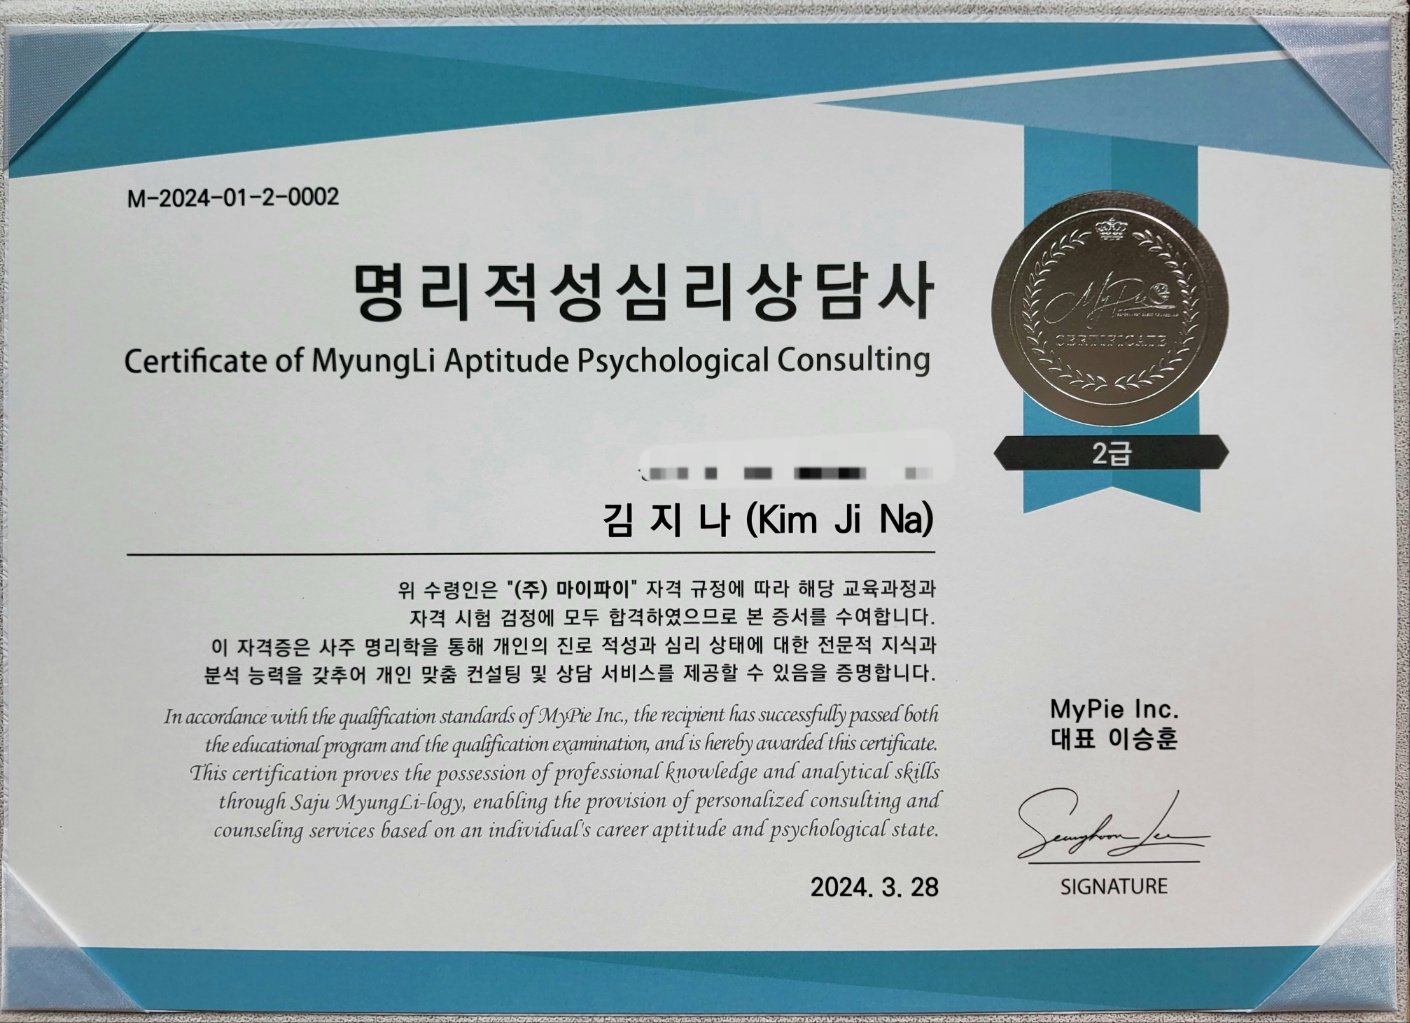 M-2024-01-2-0002
명리적성심리상담사
Certificate of MyungLi Aptitude Psychological Consulting
MyPie
CERTIFICATE
2급
김 지 나 (Kim Ji Na)
위 수령인은 "(주) 마이파이" 자격 규정에 따라 해당 교육과정과
자격 시험 검정에 모두 합격하였으므로 본 증서를 수여합니다.
이 자격증은 사주 명리학을 통해 개인의 진로 적성과 심리 상태에 대한 전문적 지식과
분석 능력을 갖추어 개인 맞춤 컨설팅 및 상담 서비스를 제공할 수 있음을 증명합니다.
In accordance with the qualification standards of MyPie Inc., the recipient has successfully passed both
the educational program and the qualification examination, and is hereby awarded this certificate.
This certification proves the possession of professional knowledge and analytical skills
through Saju MyungLi-logy, enabling the provision of personalized consulting and
counseling services based on an individual's career aptitude and psychological state.
2024. 3. 28
MyPie Inc.
대표 이승훈
Seunghoon Lee
SIGNATURE